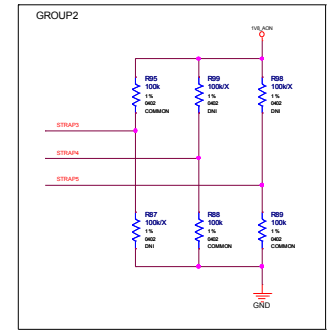 GROUP2
1V8_AON
R95
100k
1%
0402
COMMON
R99
100k/X
1%
0402
DNI
R98
100k/X
1%
0402
DNI
STRAP3
STRAP4
STRAP5
R87
100k/X
1%
0402
DNI
R88
100k
1%
0402
COMMON
R89
100k
1%
0402
COMMON
GND